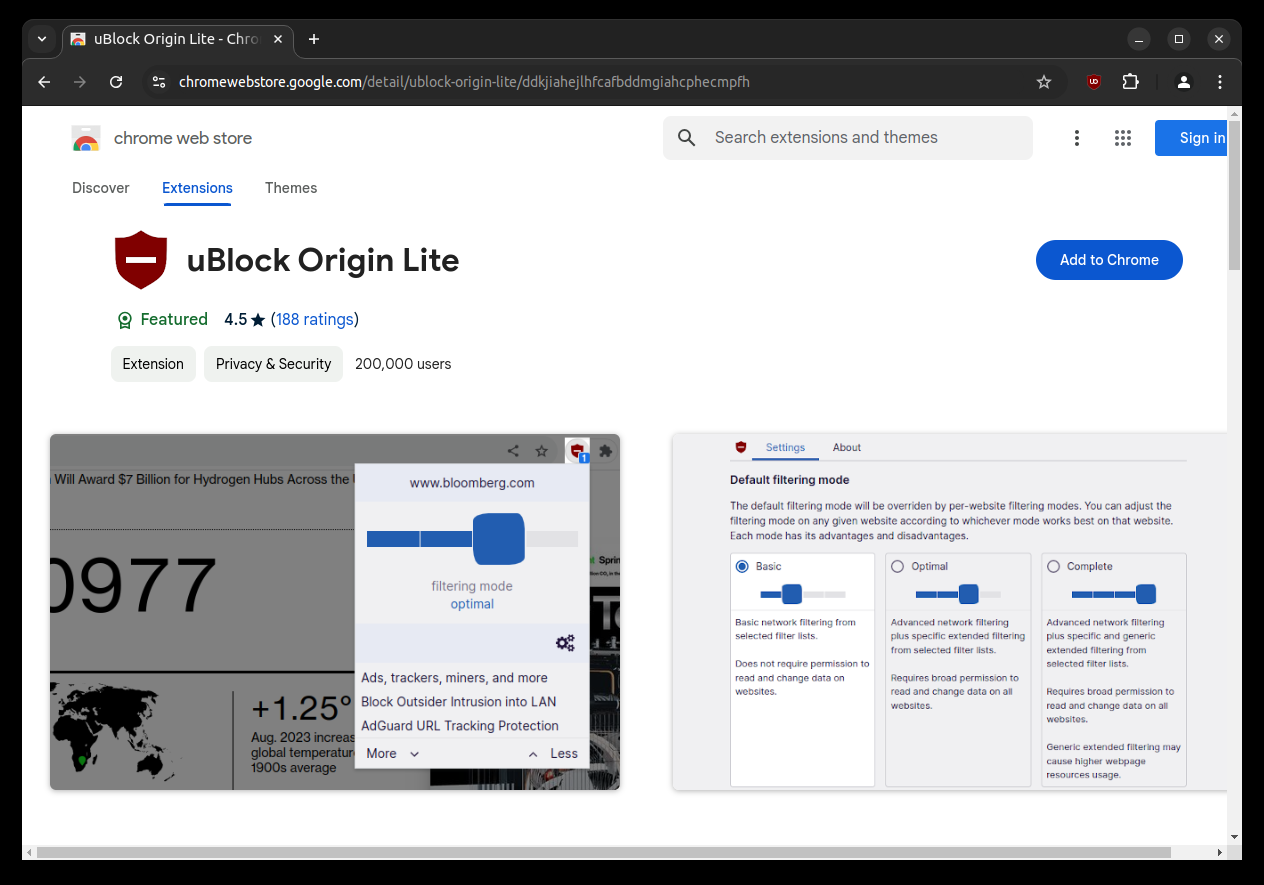 uBlock Origin Lite - Chro
chromewebstore.google.com/detail/ublock-origin-lite/ddkjiahejlhfcafbddmgiahcphecmpfh
chrome web store
Search extensions and themes
Sign in
Discover
Extensions
Themes
uBlock Origin Lite
Add to Chrome
Featured
4.5 ★ (188 ratings)
Extension
Privacy & Security
200,000 users
Will Award $7 Billion for Hydrogen Hubs Across the
1
www.bloomberg.com
0977
filtering mode
optimal
Sprin
+1.25°
Aug. 2023 increas
global temperatur
1900s average
Ads, trackers, miners, and more
Block Outsider Intrusion into LAN
AdGuard URL Tracking Protection
More
Less
Settings
About
Default filtering mode
The default filtering mode will be overriden by per-website filtering modes. You can adjust the
filtering mode on any given website according to whichever mode works best on that website.
Each mode has its advantages and disadvantages.
Basic
Basic network filtering from
selected filter lists.
Does not require permission to
read and change data on
websites.
Optimal
Advanced network filtering
plus specific extended filtering
from selected filter lists.
Requires broad permission to
read and change data on all
websites.
Complete
Advanced network filtering
plus specific and generic
extended filtering from
selected filter lists.
Requires broad permission to
read and change data on all
websites.
Generic extended filtering may
cause higher webpage
resources usage.